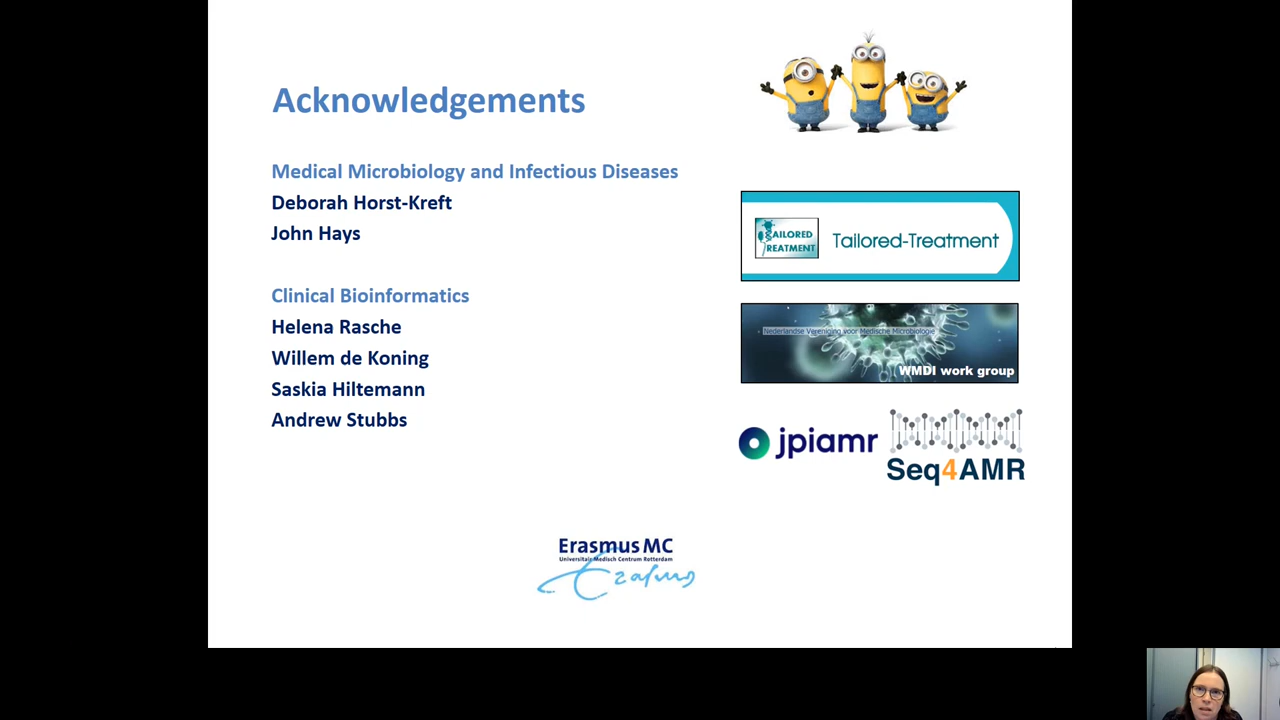 Acknowledgements
Medical Microbiology and Infectious Diseases
Deborah Horst-Kreft
John Hays
Clinical Bioinformatics
Helena Rasche
Willem de Koning
Saskia Hiltemann
Andrew Stubbs
TAILORED
TREATMENT
Tailored-Treatment
Nederlandse Vereniging voor Medische Microbiologie
WMDI work group
jpiamr
Seq4AMR
Erasmus MC
Universitair Medisch Centrum Rotterdam
Erasmus